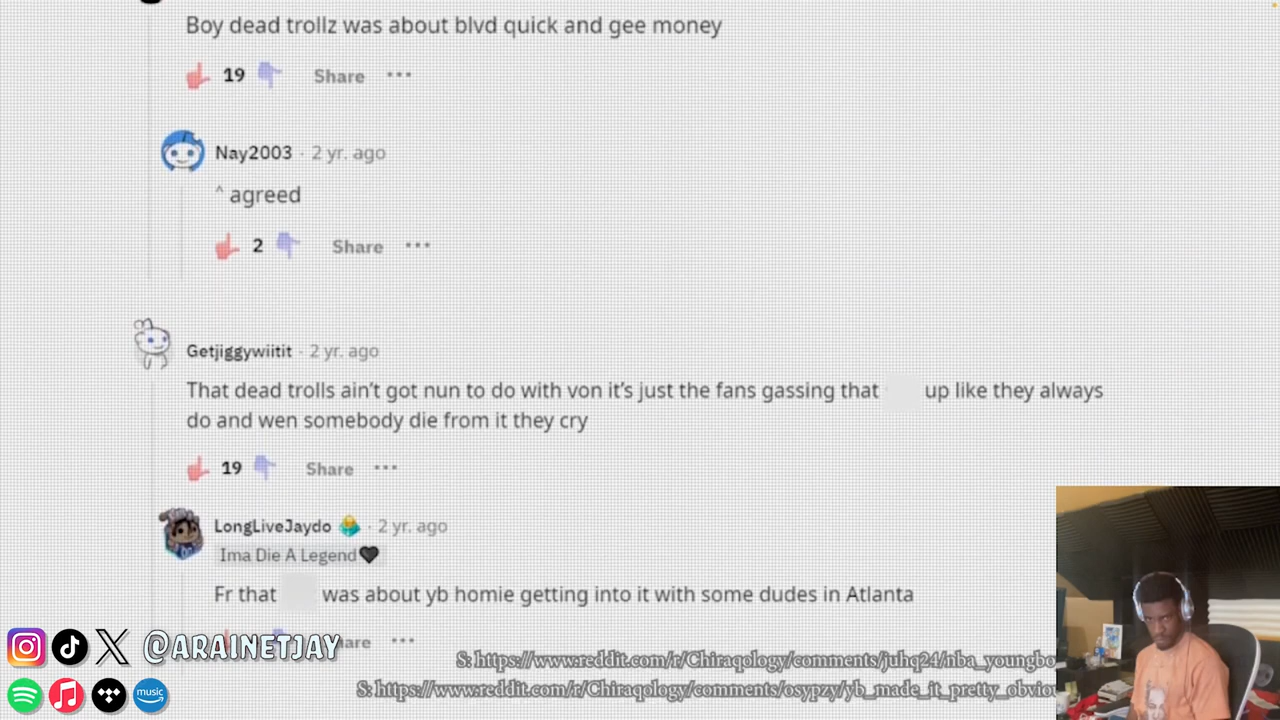 Boy dead trollz was about blvd quick and gee money
19 Share ···
Nay2003 · 2 yr. ago
^ agreed
2 Share ···
Getjiggywiitit · 2 yr. ago
That dead trolls ain't got nun to do with von it's just the fans gassing that up like they always
do and wen somebody die from it they cry
19 Share ···
LongLiveJaydo · 2 yr. ago
Ima Die A Legend🖤
Fr that was about yb homie getting into it with some dudes in Atlanta
@ARAINETJAY
hare ···
S: https://www.reddit.com/r/Chiraqology/comments/juhq24/nba_youngbo
S: https://www.reddit.com/r/Chiraqology/comments/osypyv/yb_made_it_pretty_obvio
music